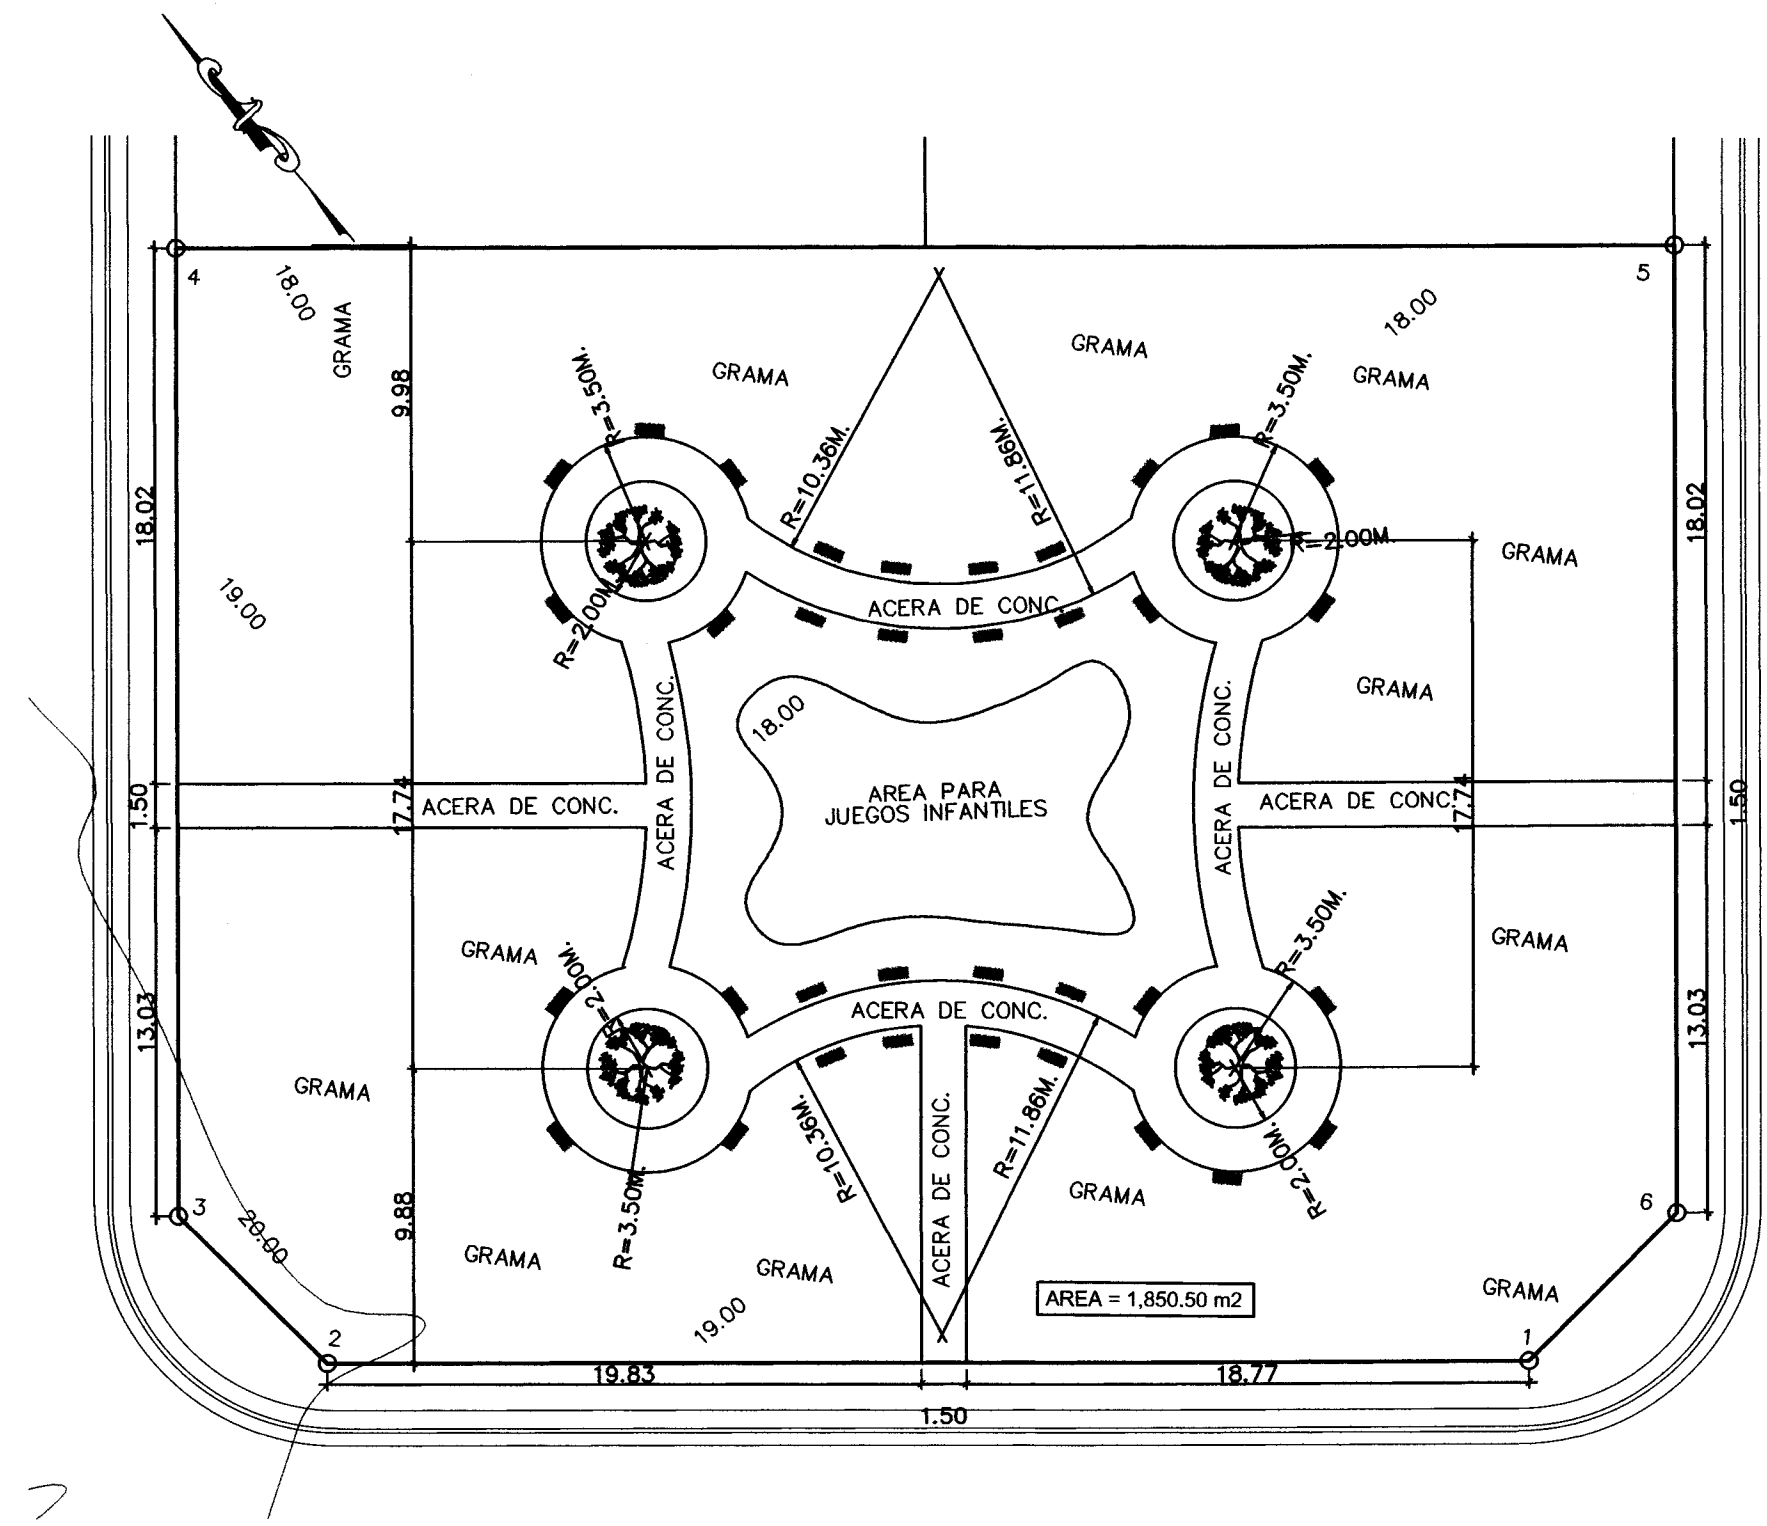 4
5
18.00
GRAMA
18.00
GRAMA
GRAMA
GRAMA
9.98
R=3.50M.
R=3.50M.
R=10.36M.
R=11.86M.
18.02
18.02
R=2.00M.
GRAMA
19.00
R=2.00M.
ACERA DE CONC.
GRAMA
18.00
ACERA DE CONC.
ACERA DE CONC.
1.50
17.74
ACERA DE CONC.
AREA PARA
JUEGOS INFANTILES
ACERA DE CONC.
17.74
1.50
GRAMA
R=2.00M.
R=3.50M.
GRAMA
13.03
ACERA DE CONC.
13.03
GRAMA
R=10.36M.
ACERA DE CONC.
R=11.86M.
R=2.00M.
GRAMA
3
6
20.00
9.88
R=3.50M.
GRAMA
GRAMA
AREA = 1,850.50 m2
GRAMA
19.00
2
1
19.83
18.77
1.50